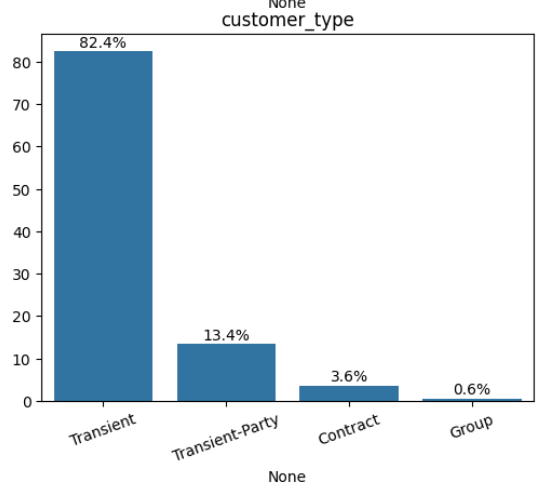 None
customer_type
82.4%
80
70
60
50
40
30
20
13.4%
10
3.6%
0.6%
0
Transient
Transient-Party
Contract
Group
None